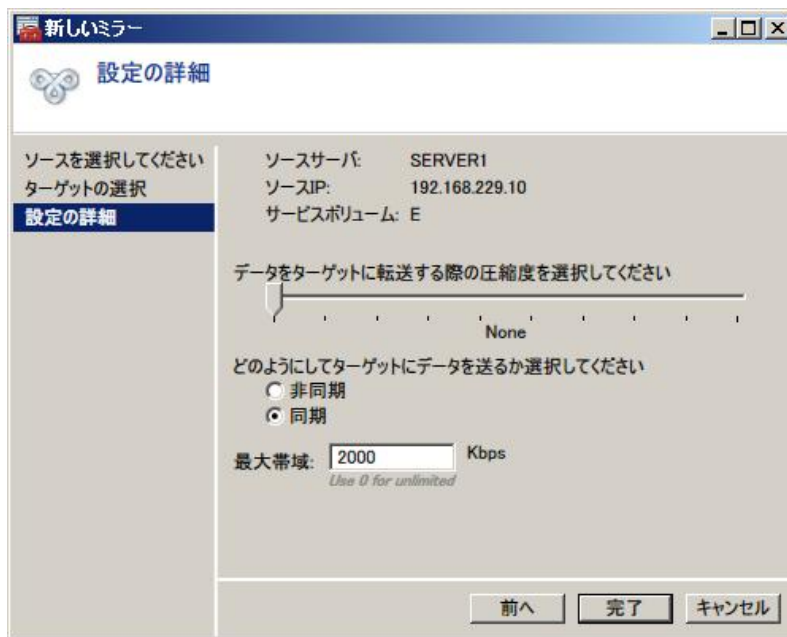 新しいミラー
設定の詳細
ソースを選択してください
ターゲットの選択
設定の詳細
ソースサーバ: SERVER1
ソースIP: 192.168.229.10
サービスボリューム: E
データをターゲットに転送する際の圧縮度を選択してください
None
どのようにしてターゲットにデータを送るか選択してください
非同期
同期
最大帯域: 2000 Kbps
Use 0 for unlimited
前へ 完了 キャンセル